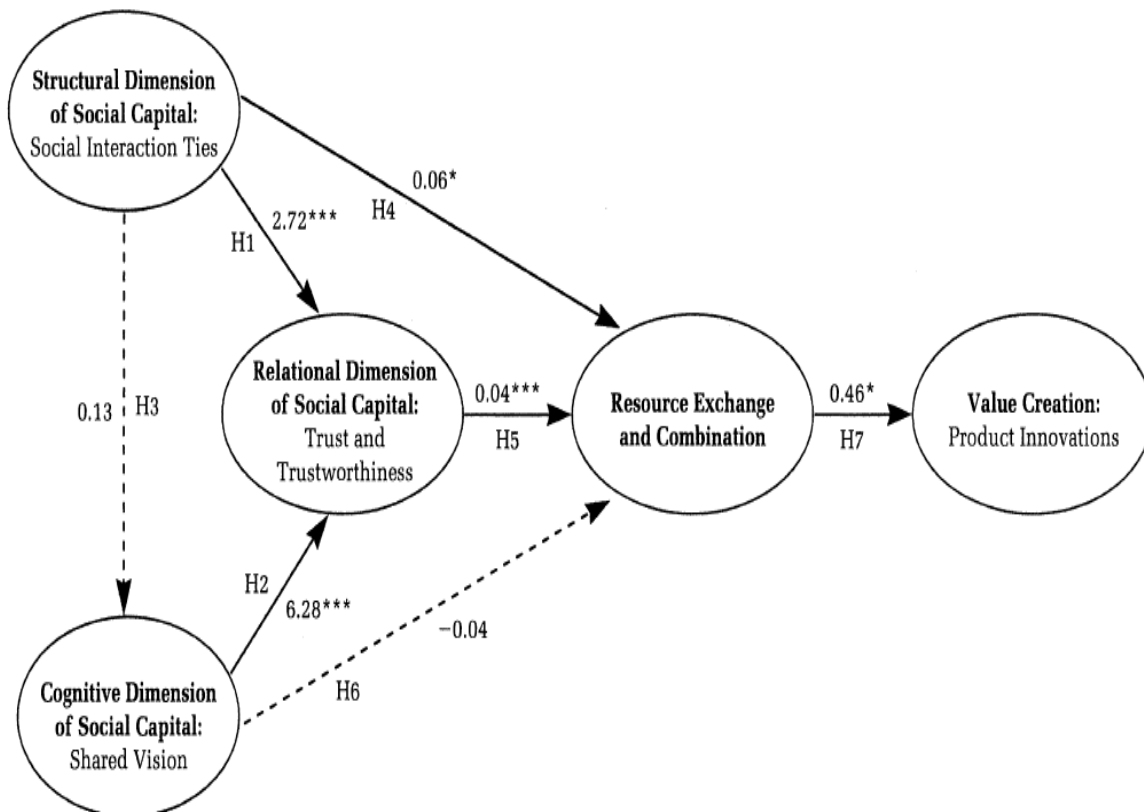 Structural Dimension
of Social Capital:
Social Interaction Ties
0.06*
H4
2.72***
H1
0.13
H3
Relational Dimension
of Social Capital:
Trust and
Trustworthiness
0.04***
H5
Resource Exchange
and Combination
0.46*
H7
Value Creation:
Product Innovations
H2
6.28***
−0.04
H6
Cognitive Dimension
of Social Capital:
Shared Vision